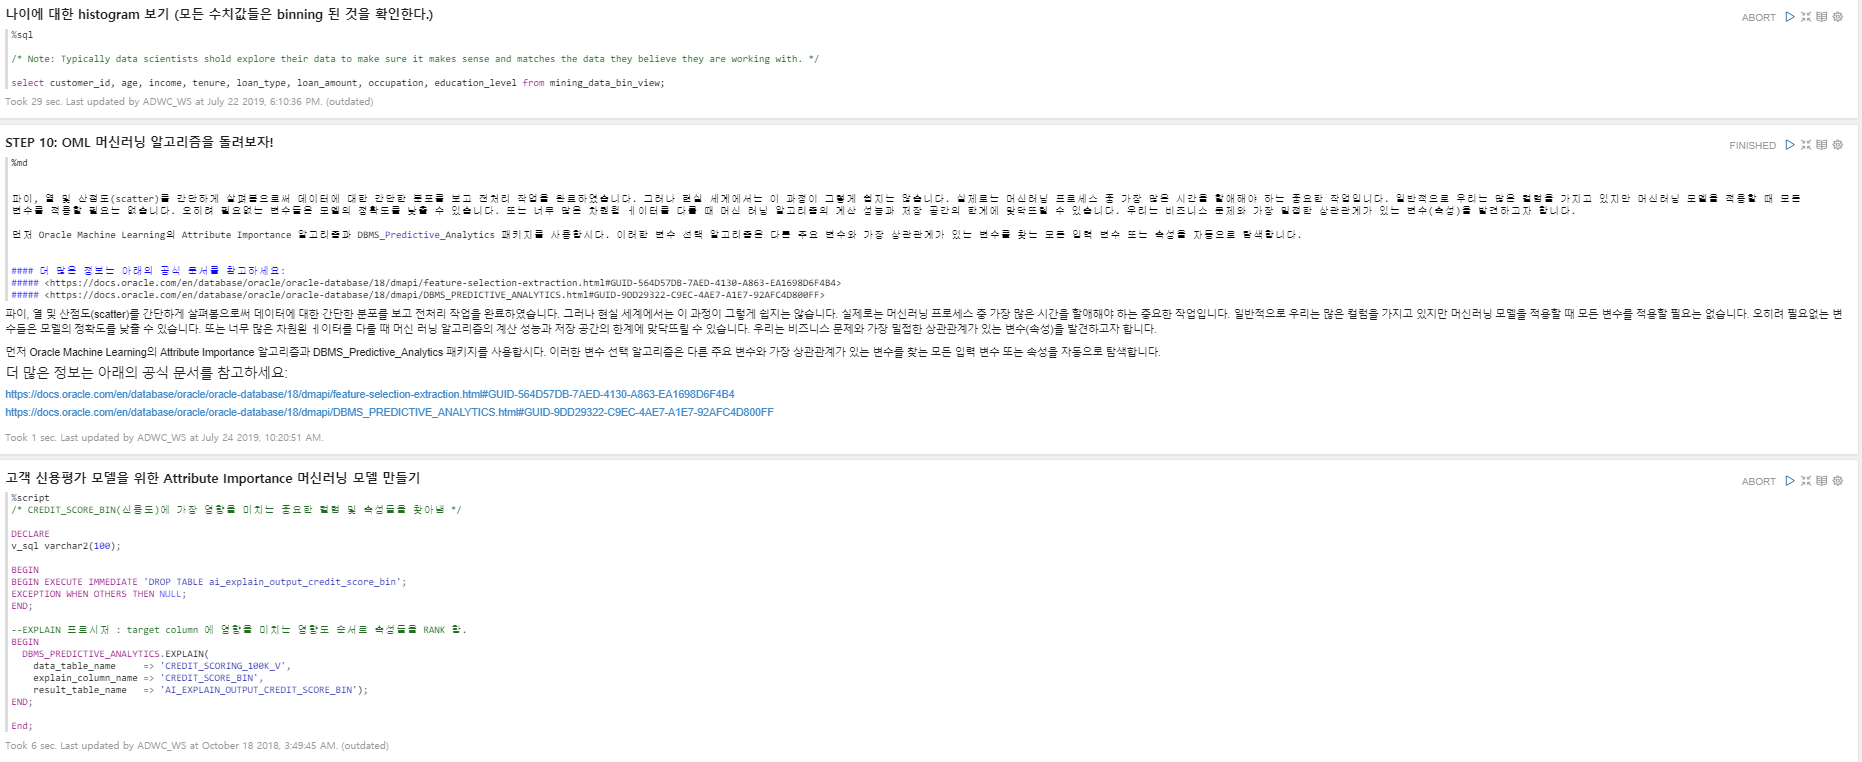 나이에 대한 histogram 보기 (모든 수치값들은 binning 된 것을 확인한다.)
ABORT
%sql
/* Note: Typically data scientists shold explore their data to make sure it makes sense and matches the data they believe they are working with. */
select customer_id, age, income, tenure, loan_type, loan_amount, occupation, education_level from mining_data_bin_view;
Took 29 sec. Last updated by ADWC_WS at July 22 2019, 6:10:36 PM. (outdated)
STEP 10: OML 머신러닝 알고리즘을 돌려보자!
FINISHED
%md
파이, 열 및 산점도(scatter)를 간단하게 살펴봄으로써 데이터에 대한 간단한 분포를 보고 전처리 작업을 완료하였습니다. 그러나 현실 세계에서는 이 과정이 그렇게 쉽지는 않습니다. 실제로는 머신러닝 프로세스 중 가장 많은 시간을 할애해야 하는 중요한 작업입니다. 일반적으로 우리는 많은 컬럼을 가지고 있지만 머신러닝 모델을 적용할 때 모든
변수를 적용할 필요는 없습니다. 오히려 필요없는 변수들은 모델의 정확도를 낮출 수 있습니다. 또는 너무 많은 차원읜 ㅔ이터를 다룰 때 머신 러닝 알고리즘의 계산 성능과 저장 공간의 한계에 맞닥뜨릴 수 있습니다. 우리는 비즈니스 문제와 가장 밀접한 상관관계가 있는 변수(속성)를 발견하고자 합니다.
먼저 Oracle Machine Learning의 Attribute Importance 알고리즘과 DBMS_Predictive_Analytics 패키지를 사용합시다. 이러한 변수 선택 알고리즘은 다른 주요 변수와 가장 상관관계가 있는 변수를 찾는 모든 입력 변수 또는 속성을 자동으로 탐색합니다.
#### 더 많은 정보는 아래의 공식 문서를 참고하세요:
##### <https://docs.oracle.com/en/database/oracle/oracle-database/18/dmapi/feature-selection-extraction.html#GUID-564D57DB-7AED-4130-A863-EA1698D6F4B4>
##### <https://docs.oracle.com/en/database/oracle/oracle-database/18/dmapi/DBMS_PREDICTIVE_ANALYTICS.html#GUID-9DD29322-C9EC-4AE7-A1E7-92AFC4D800FF>
파이, 열 및 산점도(scatter)를 간단하게 살펴봄으로써 데이터에 대한 간단한 분포를 보고 전처리 작업을 완료하였습니다. 그러나 현실 세계에서는 이 과정이 그렇게 쉽지는 않습니다. 실제로는 머신러닝 프로세스 중 가장 많은 시간을 할애해야 하는 중요한 작업입니다. 일반적으로 우리는 많은 컬럼을 가지고 있지만 머신러닝 모델을 적용할 때 모든 변수를 적용할 필요는 없습니다. 오히려 필요없는 변
수들은 모델의 정확도를 낮출 수 있습니다. 또는 너무 많은 차원읜 ㅔ이터를 다룰 때 머신 러닝 알고리즘의 계산 성능과 저장 공간의 한계에 맞닥뜨릴 수 있습니다. 우리는 비즈니스 문제와 가장 밀접한 상관관계가 있는 변수(속성)을 발견하고자 합니다.
먼저 Oracle Machine Learning의 Attribute Importance 알고리즘과 DBMS_Predictive_Analytics 패키지를 사용합시다. 이러한 변수 선택 알고리즘은 다른 주요 변수와 가장 상관관계가 있는 변수를 찾는 모든 입력 변수 또는 속성을 자동으로 탐색합니다.
더 많은 정보는 아래의 공식 문서를 참고하세요:
https://docs.oracle.com/en/database/oracle/oracle-database/18/dmapi/feature-selection-extraction.html#GUID-564D57DB-7AED-4130-A863-EA1698D6F4B4
https://docs.oracle.com/en/database/oracle/oracle-database/18/dmapi/DBMS_PREDICTIVE_ANALYTICS.html#GUID-9DD29322-C9EC-4AE7-A1E7-92AFC4D800FF
Took 1 sec. Last updated by ADWC_WS at July 24 2019, 10:20:51 AM.
고객 신용평가 모델을 위한 Attribute Importance 머신러닝 모델 만들기
ABORT
%script
/* CREDIT_SCORE_BIN(신용도)에 가장 영향을 미치는 중요한 컬럼 및 속성들을 찾아냄 */
DECLARE
v_sql varchar2(100);
BEGIN
BEGIN EXECUTE IMMEDIATE 'DROP TABLE ai_explain_output_credit_score_bin';
EXCEPTION WHEN OTHERS THEN NULL;
END;
--EXPLAIN 프로시저 : target column 에 영향을 미치는 영향도 순서로 속성들을 RANK 함.
BEGIN
DBMS_PREDICTIVE_ANALYTICS.EXPLAIN(
data_table_name => 'CREDIT_SCORING_100K_V',
explain_column_name => 'CREDIT_SCORE_BIN',
result_table_name => 'AI_EXPLAIN_OUTPUT_CREDIT_SCORE_BIN');
END;
End;
Took 6 sec. Last updated by ADWC_WS at October 18 2018, 3:49:45 AM. (outdated)